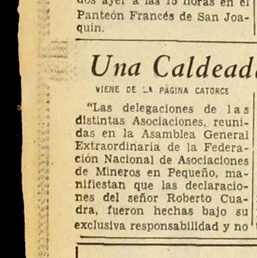 dos ayer a las 15 horas en el
Panteón Francés de San Joa-
quin.
Una Caldead
VIENE DE LA PÁGINA CATORCE
"Las delegaciones de las
distintas Asociaciones, reuni-
das en la Asamblea General
Extraordinaria de la Federa-
ción Nacional de Asociaciones
de Mineros en Pequeño, ma-
nifiestan que las declaracio-
nes del señor Roberto Cua-
dra, fueron hechas bajo su
exclusiva responsabilidad y no